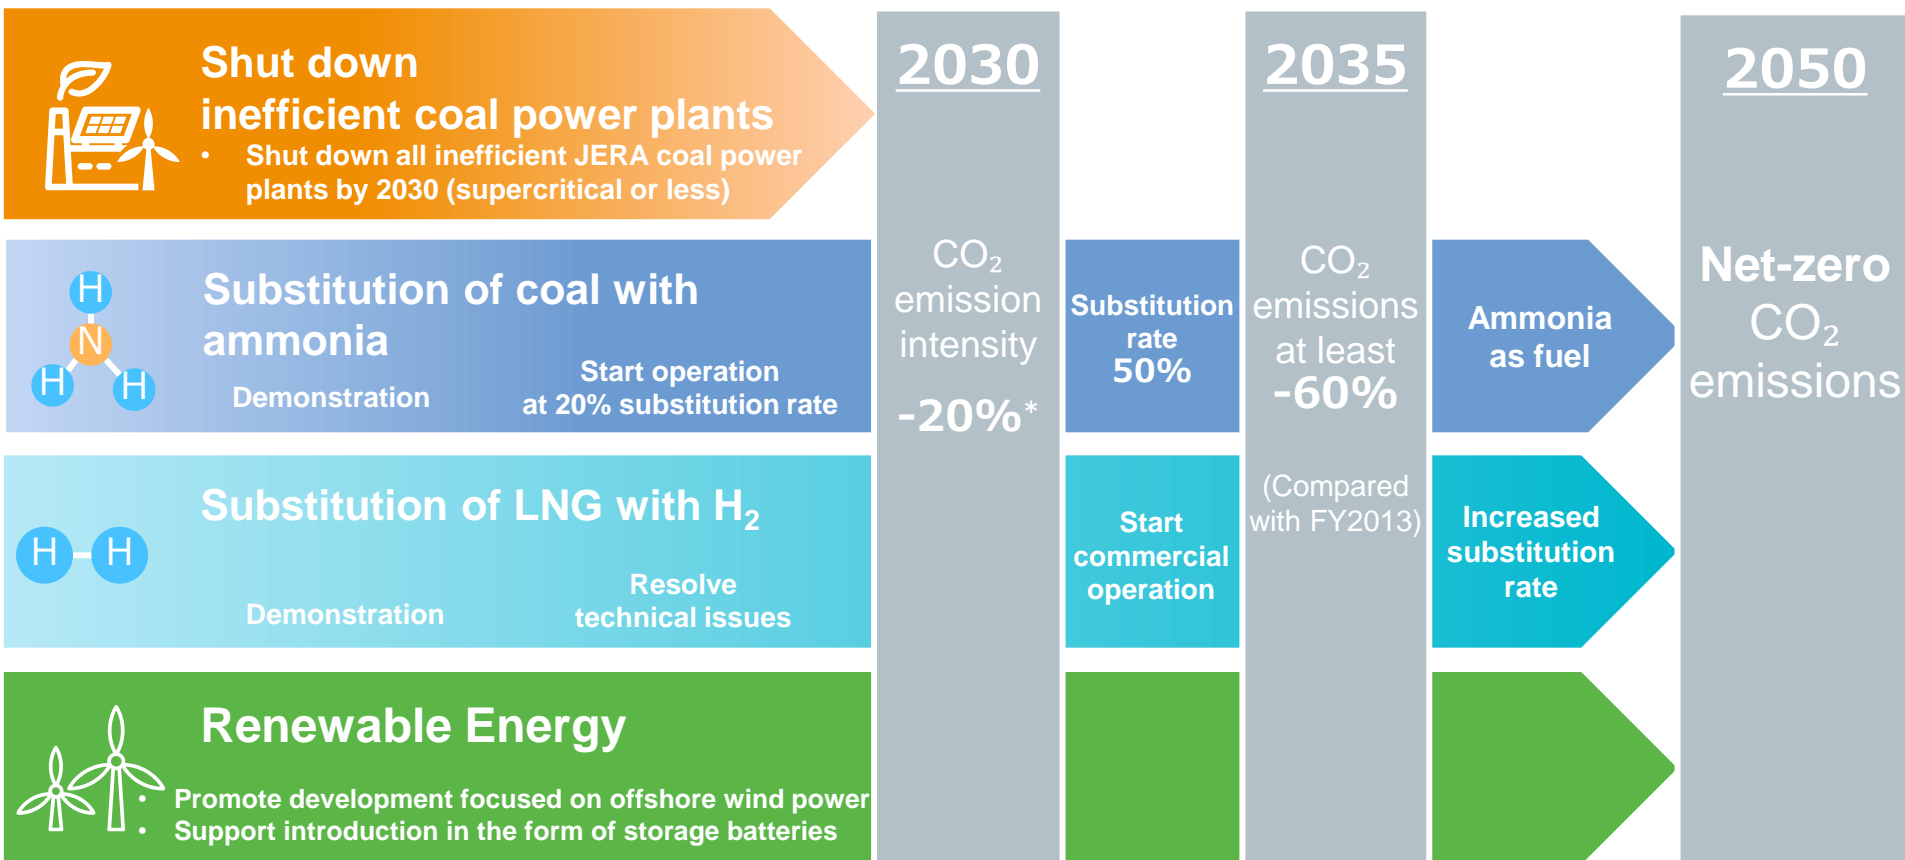 Shut down
inefficient coal power plants
• Shut down all inefficient JERA coal power
plants by 2030 (supercritical or less)
H
N
H
H
Substitution of coal with
ammonia
Demonstration
Start operation
at 20% substitution rate
H H
Substitution of LNG with H₂
Demonstration
Resolve
technical issues
Renewable Energy
• Promote development focused on offshore wind power
• Support introduction in the form of storage batteries
2030
CO₂
emission
intensity
-20%*
Substitution
rate
50%
Start
commercial
operation
2035
CO₂
emissions
at least
-60%
(Compared
with FY2013)
Ammonia
as fuel
Increased
substitution
rate
2050
Net-zero
CO₂
emissions